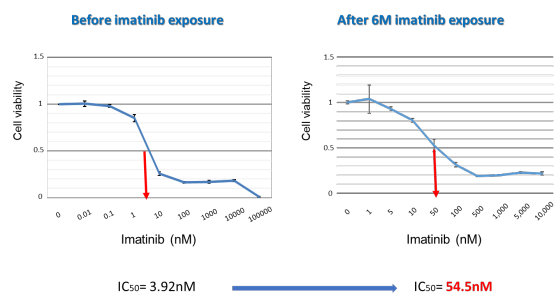 Before imatinib exposure
After 6M imatinib exposure
1.5
1
0.5
0
Cell viability
0 0.01 0.1 1 10 100 1000 10000 100000
Imatinib (nM)
1.5
1
0.5
0
Cell viability
0 1 5 10 50 100 500 1,000 5,000 10,000
Imatinib (nM)
IC50= 3.92nM
IC50= 54.5nM